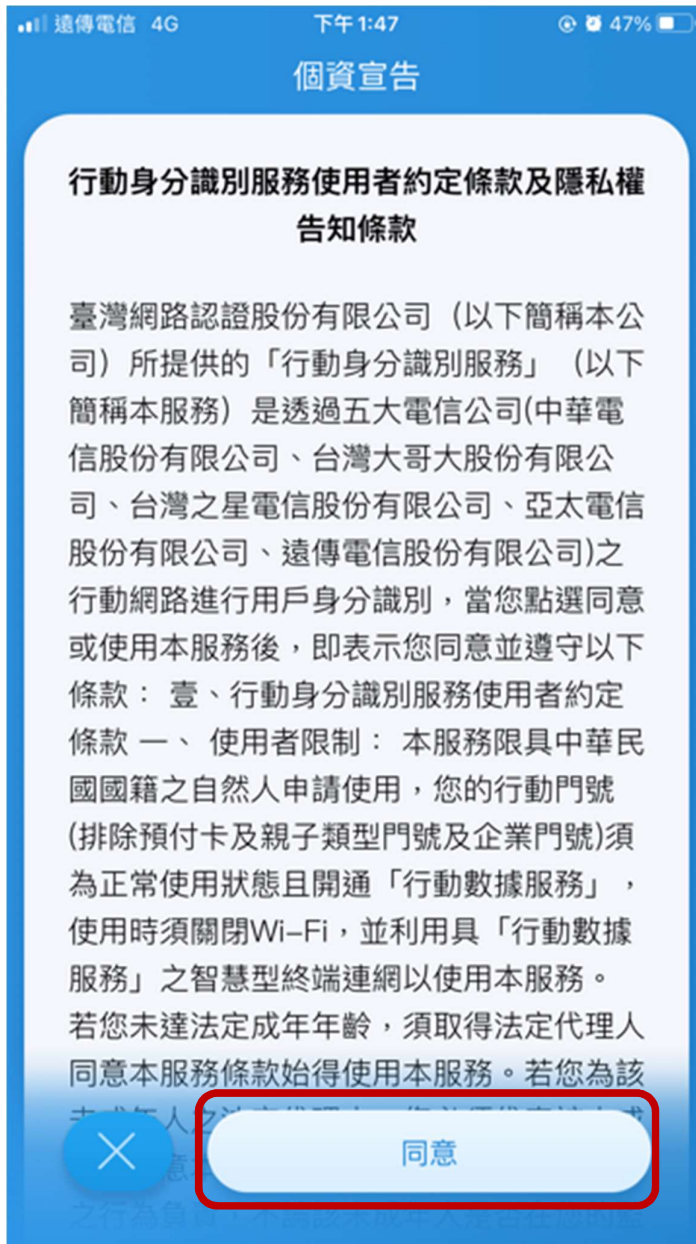 遠傳電信 4G 下午1:47 47%
個資宣告
行動身分識別服務使用者約定條款及隱私權
告知條款
臺灣網路認證股份有限公司（以下簡稱本公
司）所提供的「行動身分識別服務」（以下
簡稱本服務）是透過五大電信公司(中華電
信股份有限公司、台灣大哥大股份有限公
司、台灣之星電信股份有限公司、亞太電信
股份有限公司、遠傳電信股份有限公司)之
行動網路進行用戶身分識別，當您點選同意
或使用本服務後，即表示您同意並遵守以下
條款： 壹、行動身分識別服務使用者約定
條款 一、 使用者限制： 本服務限具中華民
國國籍之自然人申請使用，您的行動門號
(排除預付卡及親子類型門號及企業門號)須
為正常使用狀態且開通「行動數據服務」，
使用時須關閉Wi-Fi，並利用具「行動數據
服務」之智慧型終端連網以使用本服務。
若您未達法定成年年齡，須取得法定代理人
同意本服務條款始得使用本服務。若您為該
同意